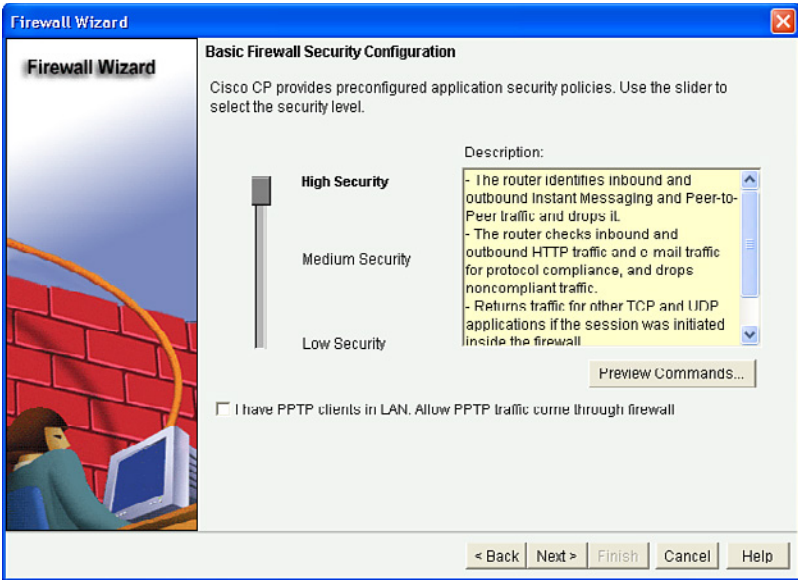 Firewall Wizard
Firewall Wizard
Basic Firewall Security Configuration
Cisco CP provides preconfigured application security policies. Use the slider to
select the security level.
Description:
High Security
Medium Security
Low Security
- The router identifies inbound and
outbound Instant Messaging and Peer-to-
Peer traffic and drops it.
- The router checks inbound and
outbound HTTP traffic and e-mail traffic
for protocol compliance, and drops
noncompliant traffic.
- Returns traffic for other TCP and UDP
applications if the session was initiated
inside the firewall
Preview Commands...
I have PPTP clients in LAN. Allow PPTP traffic come through firewall
< Back
Next >
Finish
Cancel
Help